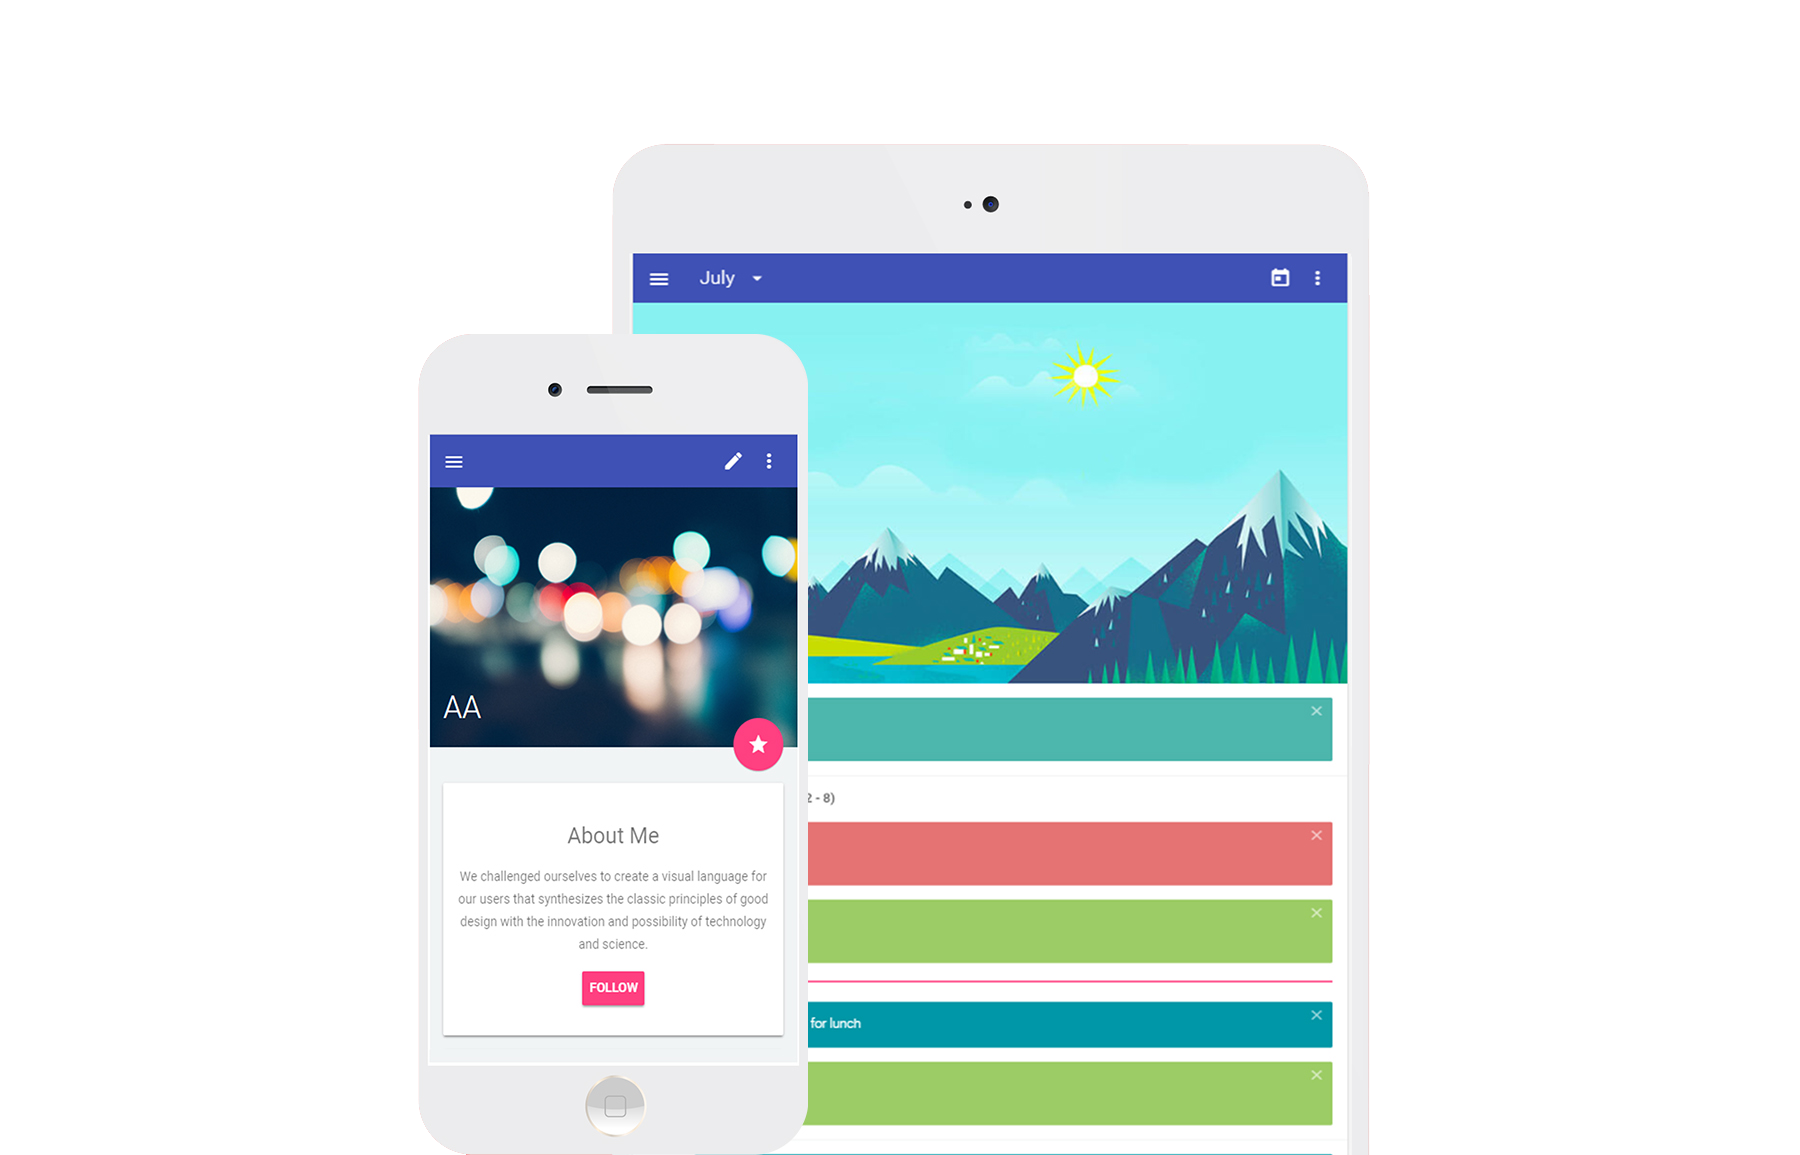 July
AA
About Me
We challenged ourselves to create a visual language for
our users that synthesizes the classic principles of good
design with the innovation and possibility of technology
and science.
FOLLOW
2 - 8)
for lunch